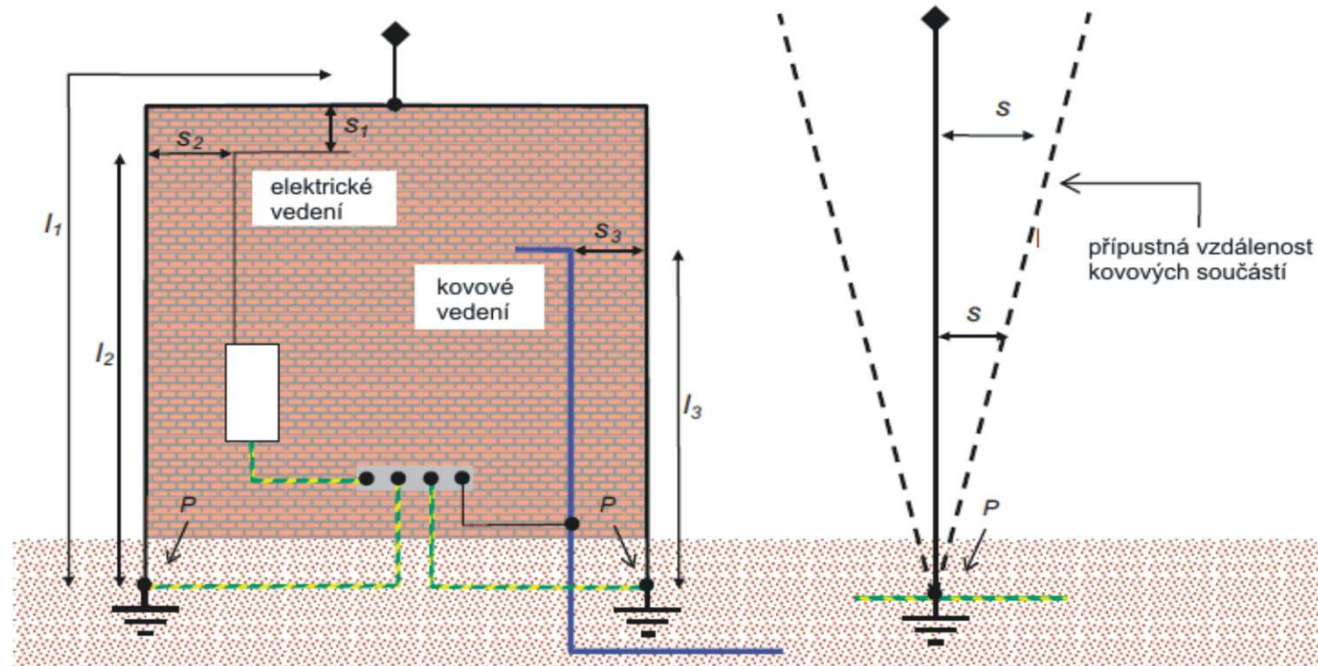 s
s₁
s₂
elektrické
vedení
l₁
s₃
přípustná vzdálenost
kovových součástí
kovové
vedení
s
l₂
l₃
P
P
P